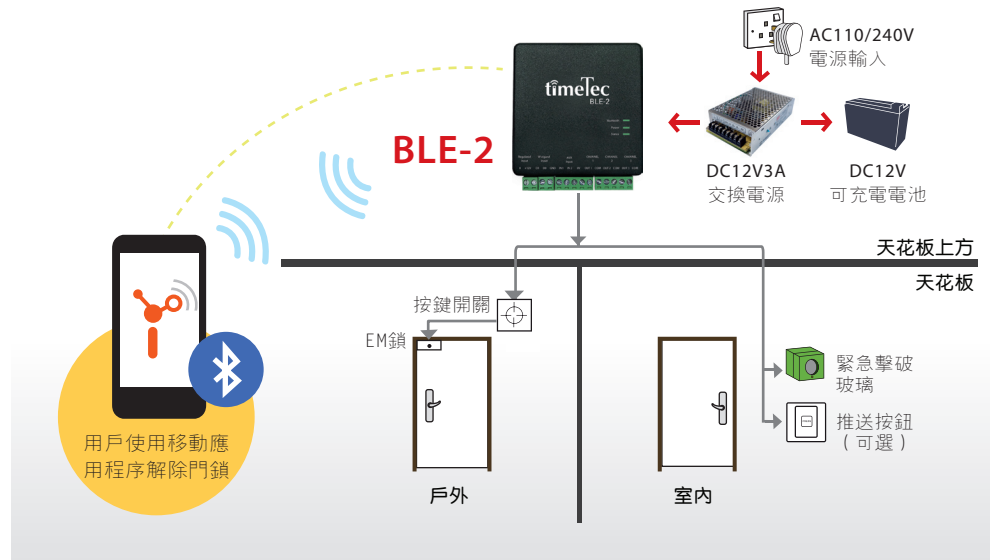 AC110/240V
電源輸入
timeTec
BLE-2
BLE-2
DC12V3A
交換電源
DC12V
可充電電池
天花板上方
天花板
按鍵開關
EM鎖
緊急擊破
玻璃
推送按鈕
(可選)
用戶使用移動應
用程序解除門鎖
戶外
室內